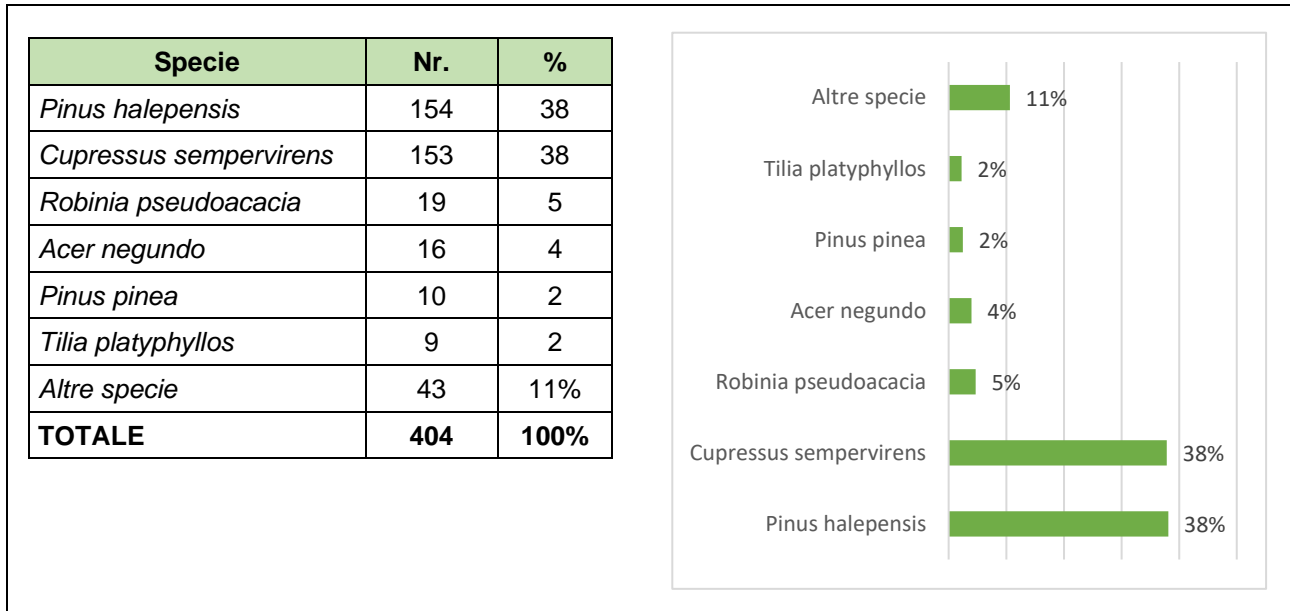 Specie Nr. %
Pinus halepensis 154 38
Cupressus sempervirens 153 38
Robinia pseudoacacia 19 5
Acer negundo 16 4
Pinus pinea 10 2
Tilia platyphyllos 9 2
Altre specie 43 11%
TOTALE 404 100%
Altre specie 11%
Tilia platyphyllos 2%
Pinus pinea 2%
Acer negundo 4%
Robinia pseudoacacia 5%
Cupressus sempervirens 38%
Pinus halepensis 38%